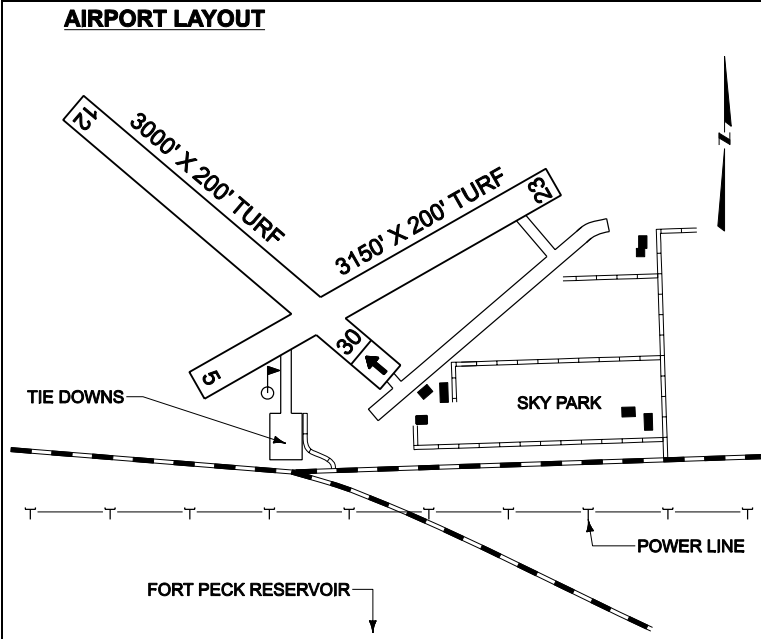 AIRPORT LAYOUT
12
3000' X 200' TURF
3150' X 200' TURF
23
N
30
5
TIE DOWNS
SKY PARK
POWER LINE
FORT PECK RESERVOIR